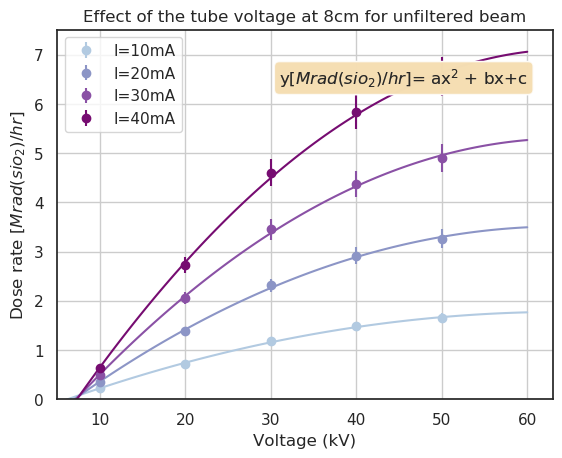 Effect of the tube voltage at 8cm for unfiltered beam
I=10mA
I=20mA
I=30mA
I=40mA
y[Mrad(sio₂)/hr]= ax² + bx+c
Dose rate [Mrad(sio₂)/hr]
7
6
5
4
3
2
1
0
10 20 30 40 50 60
Voltage (kV)